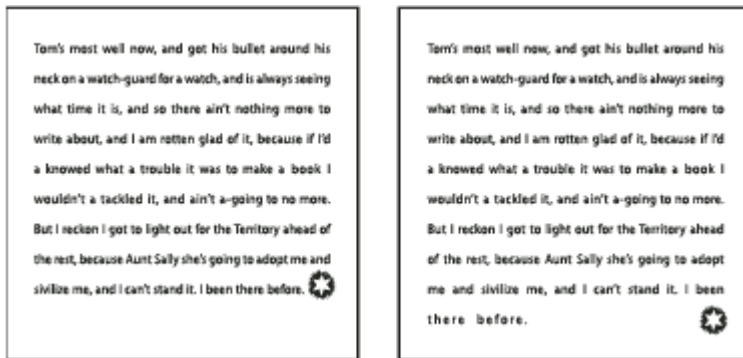 Tom's most well now, and got his bullet around his
neck on a watch-guard for a watch, and is always seeing
what time it is, and so there ain't nothing more to
write about, and I am rotten glad of it, because if I'd
a knowed what a trouble it was to make a book I
wouldn't a tackled it, and ain't a-going to no more.
But I reckon I got to light out for the Territory ahead of
the rest, because Aunt Sally she's going to adopt me and
sivilize me, and I can't stand it. I been there before.
Tom's most well now, and got his bullet around his
neck on a watch-guard for a watch, and is always seeing
what time it is, and so there ain't nothing more to
write about, and I am rotten glad of it, because if I'd
a knowed what a trouble it was to make a book I
wouldn't a tackled it, and ain't a-going to no more.
But I reckon I got to light out for the Territory ahead
of the rest, because Aunt Sally she's going to adopt
me and sivilize me, and I can't stand it. I been
there before.